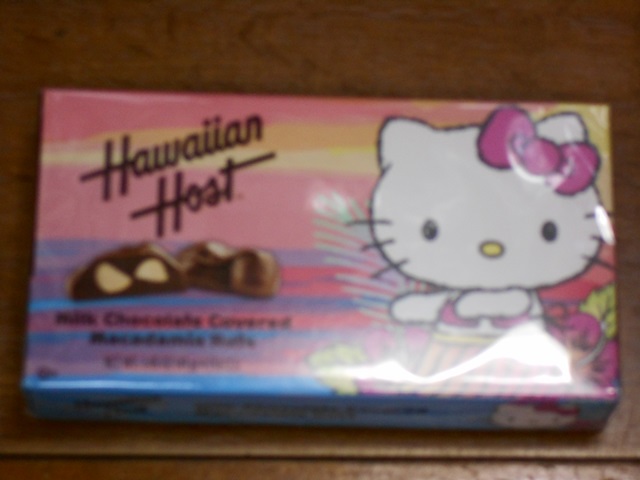 Hawaiian
Host
Milk Chocolate Covered
Macadamia Nuts